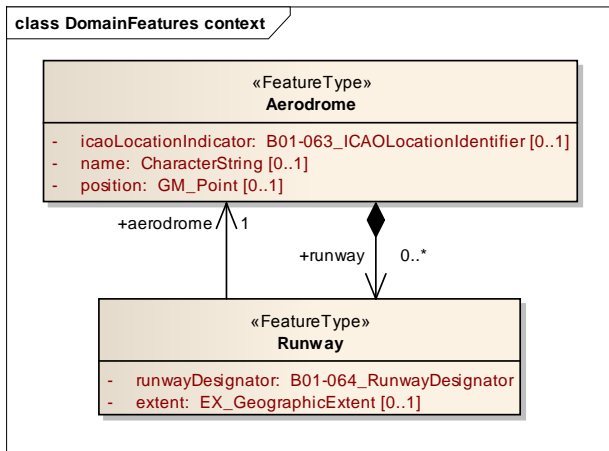 class DomainFeatures context
«FeatureType»
Aerodrome
- icaoLocationIndicator: B01-063_ICAOLocationIdentifier [0..1]
- name: CharacterString [0..1]
- position: GM_Point [0..1]
+aerodrome 1
+runway 0..*
«FeatureType»
Runway
- runwayDesignator: B01-064_RunwayDesignator
- extent: EX_GeographicExtent [0..1]